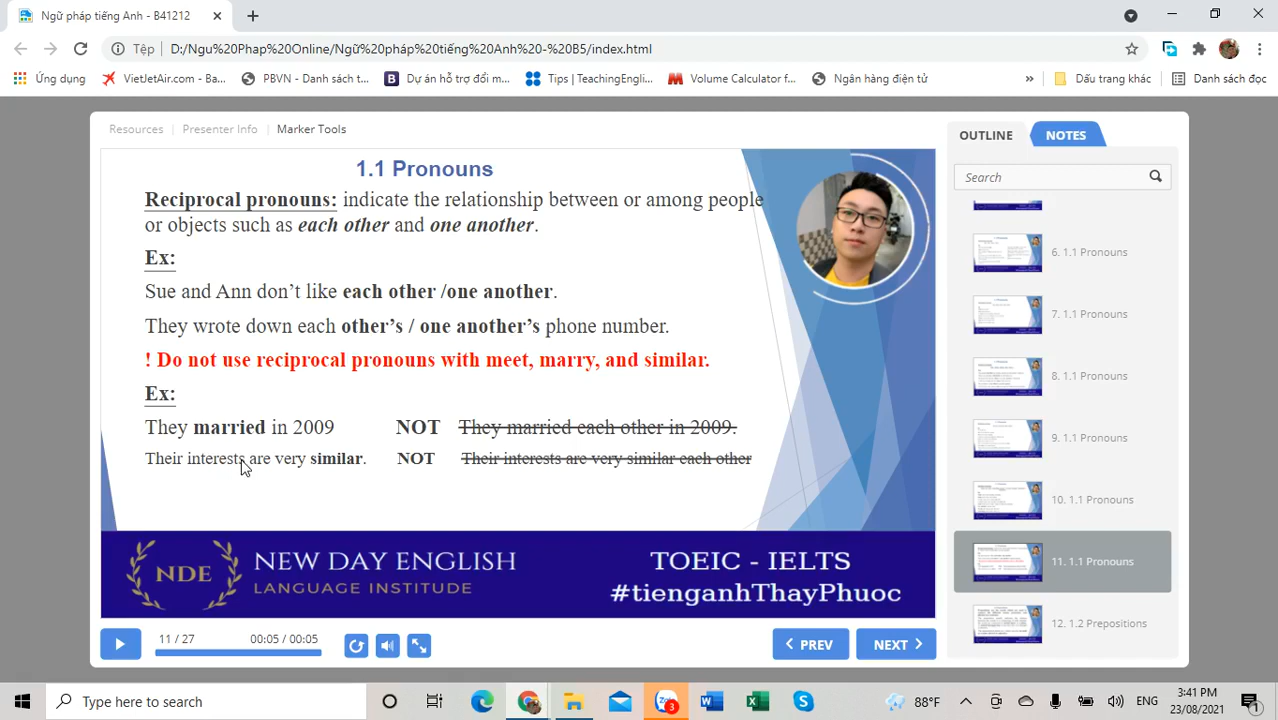 Ngữ pháp tiếng Anh - B41212
Tệp
D:/Ngu%20Phap%20Online/Ngữ%20pháp%20tiếng%20Anh%20-%20B5/index.html
Ứng dụng
VietJetAir.com - Ba...
PBVN - Danh sách t...
Dự án hỗ trợ đổi m...
Tips | TeachingEngli...
Volume Calculator f...
Ngân hàng điện tử
»
Dấu trang khác
Danh sách đọc
Resources | Presenter Info | Marker Tools
1.1 Pronouns
Reciprocal pronouns: indicate the relationship between or among people
or objects such as each other and one another.
Ex:
Sue and Ann don’t like each other /one another.
They wrote down each other’s / one another’s phone number.
! Do not use reciprocal pronouns with meet, marry, and similar.
Ex:
They married in 2009 NOT They married each other in 2009.
Their interests are very similar. NOT Their interests are very similar each other
NDE
NEW DAY ENGLISH
LANGUAGE INSTITUTE
TOEIC - IELTS
#tienganhThayPhuoc
11 / 27
00:05 / 00:05
PREV
NEXT
OUTLINE
NOTES
Search
6. 1.1 Pronouns
7. 1.1 Pronouns
8. 1.1 Pronouns
9. 1.1 Pronouns
10. 1.1 Pronouns
11. 1.1 Pronouns
12. 1.2 Prepositions
Type here to search
3
88°F
ENG
3:41 PM
23/08/2021
1